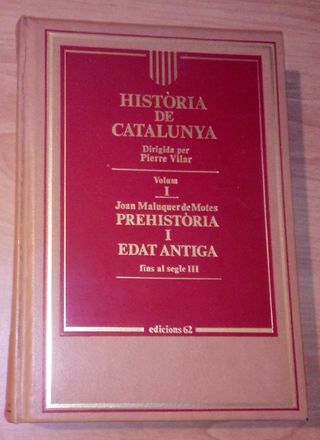 HISTÒRIA
DE
CATALUNYA
Dirigida per
Pierre Vilar
Volum
I
Joan Maluquer de Motes
PREHISTÒRIA
I
EDAT ANTIGA
fins al segle III
edicions 62